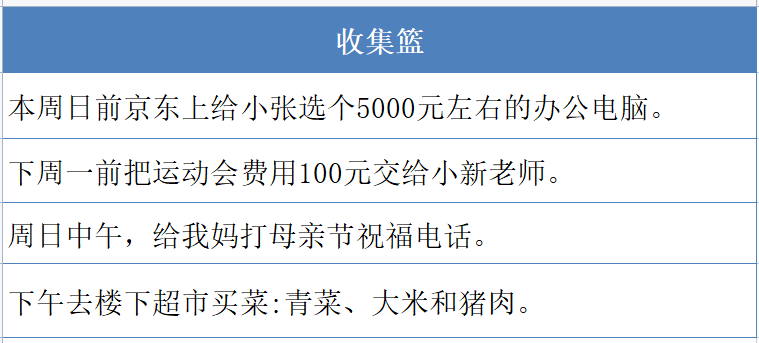 收集篮
本周日前京东上给小张选个5000元左右的办公电脑。
下周一前把运动会费用100元交给小新老师。
周日中午，给我妈打母亲节祝福电话。
下午去楼下超市买菜:青菜、大米和猪肉。